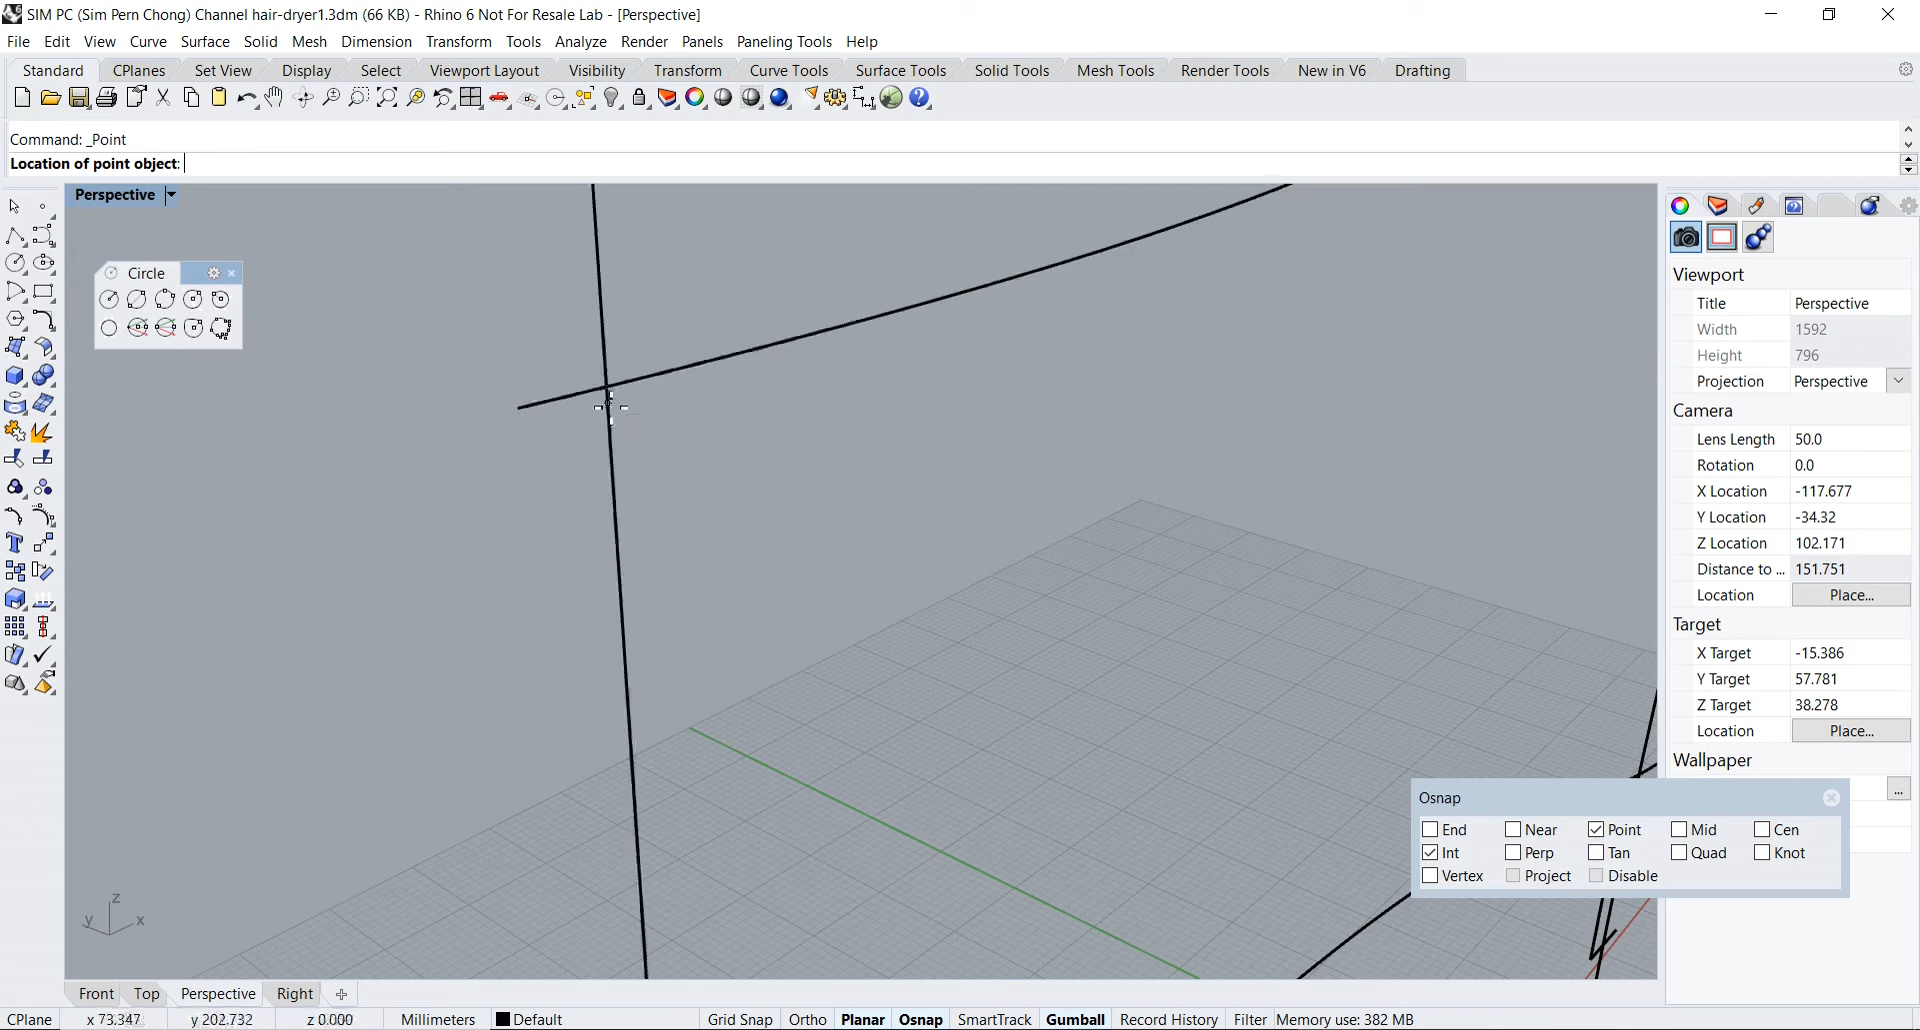 SIM PC (Sim Pern Chong) Channel hair-dryer1.3dm (66 KB) - Rhino 6 Not For Resale Lab - [Perspective]
File Edit View Curve Surface Solid Mesh Dimension Transform Tools Analyze Render Panels Paneling Tools Help
Standard CPlanes Set View Display Select Viewport Layout Visibility Transform Curve Tools Surface Tools Solid Tools Mesh Tools Render Tools New in V6 Drafting
Command: _Point
Location of point object:
Perspective
Circle
Viewport
Title Perspective
Width 1592
Height 796
Projection Perspective
Camera
Lens Length 50.0
Rotation 0.0
X Location -117.677
Y Location -34.32
Z Location 102.171
Distance to ... 151.751
Location Place...
Target
X Target -15.386
Y Target 57.781
Z Target 38.278
Location Place...
Wallpaper
...
Osnap
End Near Point Mid Cen
Int Perp Tan Quad Knot
Vertex Project Disable
z
y x
Front Top Perspective Right
CPlane x 73.347 y 202.732 z 0.000 Millimeters Default Grid Snap Ortho Planar Osnap SmartTrack Gumball Record History Filter Memory use: 382 MB